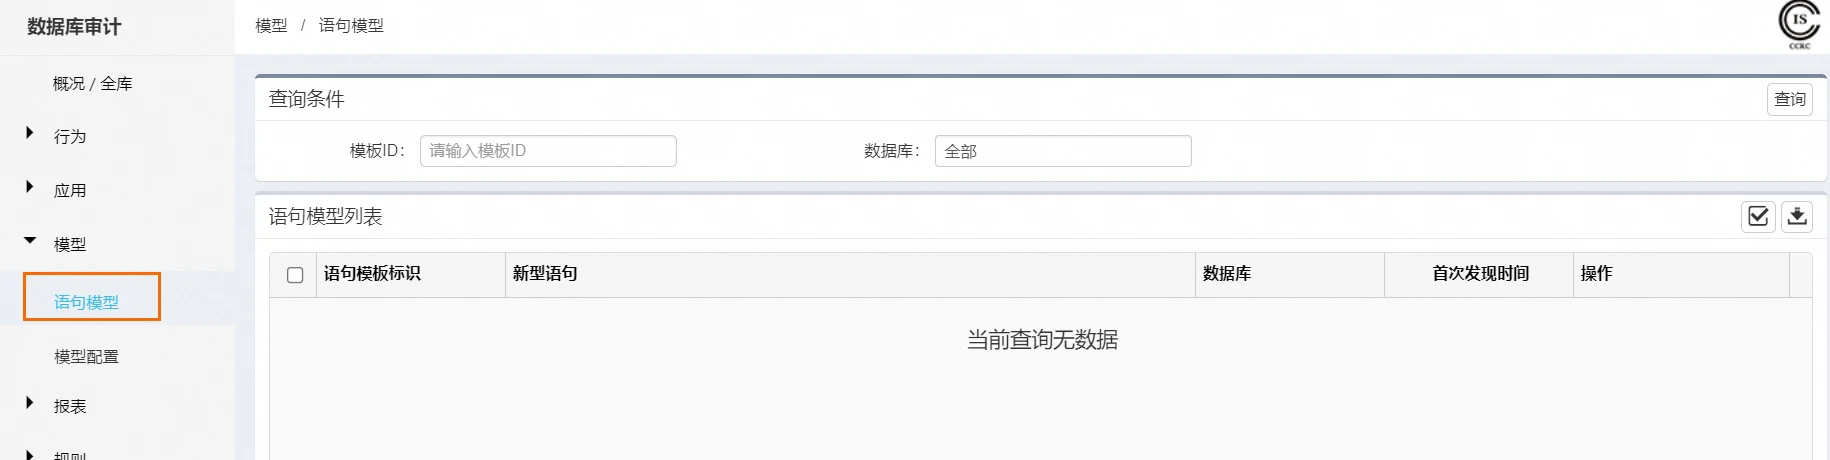 数据库审计
模型 / 语句模型
IS
CCRC
概况 / 全库
行为
应用
模型
语句模型
模型配置
报表
规则
查询条件
查询
模板ID：
请输入模板ID
数据库：
全部
语句模型列表
语句模板标识 新型语句 数据库 首次发现时间 操作
当前查询无数据